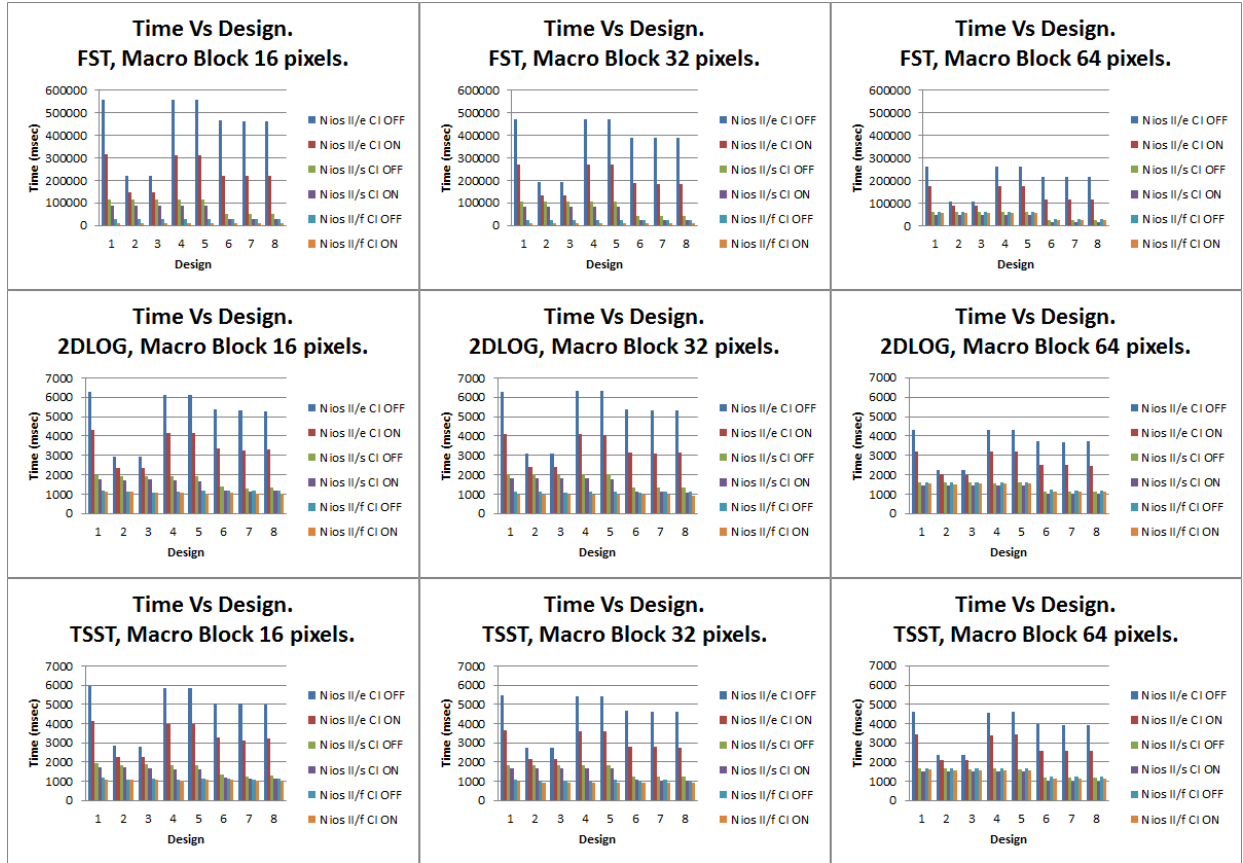 Time Vs Design.
FST, Macro Block 16 pixels.
Time (msec)
600000
500000
400000
300000
200000
100000
0
1 2 3 4 5 6 7 8
Design
Nios II/e CI OFF
Nios II/e CI ON
Nios II/s CI OFF
Nios II/s CI ON
Nios II/f CI OFF
Nios II/f CI ON
Time Vs Design.
FST, Macro Block 32 pixels.
Time (msec)
600000
500000
400000
300000
200000
100000
0
1 2 3 4 5 6 7 8
Design
Nios II/e CI OFF
Nios II/e CI ON
Nios II/s CI OFF
Nios II/s CI ON
Nios II/f CI OFF
Nios II/f CI ON
Time Vs Design.
FST, Macro Block 64 pixels.
Time (msec)
600000
500000
400000
300000
200000
100000
0
1 2 3 4 5 6 7 8
Design
Nios II/e CI OFF
Nios II/e CI ON
Nios II/s CI OFF
Nios II/s CI ON
Nios II/f CI OFF
Nios II/f CI ON
Time Vs Design.
2DLOG, Macro Block 16 pixels.
Time (msec)
7000
6000
5000
4000
3000
2000
1000
0
1 2 3 4 5 6 7 8
Design
Nios II/e CI OFF
Nios II/e CI ON
Nios II/s CI OFF
Nios II/s CI ON
Nios II/f CI OFF
Nios II/f CI ON
Time Vs Design.
2DLOG, Macro Block 32 pixels.
Time (msec)
7000
6000
5000
4000
3000
2000
1000
0
1 2 3 4 5 6 7 8
Design
Nios II/e CI OFF
Nios II/e CI ON
Nios II/s CI OFF
Nios II/s CI ON
Nios II/f CI OFF
Nios II/f CI ON
Time Vs Design.
2DLOG, Macro Block 64 pixels.
Time (msec)
7000
6000
5000
4000
3000
2000
1000
0
1 2 3 4 5 6 7 8
Design
Nios II/e CI OFF
Nios II/e CI ON
Nios II/s CI OFF
Nios II/s CI ON
Nios II/f CI OFF
Nios II/f CI ON
Time Vs Design.
TSST, Macro Block 16 pixels.
Time (msec)
7000
6000
5000
4000
3000
2000
1000
0
1 2 3 4 5 6 7 8
Design
Nios II/e CI OFF
Nios II/e CI ON
Nios II/s CI OFF
Nios II/s CI ON
Nios II/f CI OFF
Nios II/f CI ON
Time Vs Design.
TSST, Macro Block 32 pixels.
Time (msec)
7000
6000
5000
4000
3000
2000
1000
0
1 2 3 4 5 6 7 8
Design
Nios II/e CI OFF
Nios II/e CI ON
Nios II/s CI OFF
Nios II/s CI ON
Nios II/f CI OFF
Nios II/f CI ON
Time Vs Design.
TSST, Macro Block 64 pixels.
Time (msec)
7000
6000
5000
4000
3000
2000
1000
0
1 2 3 4 5 6 7 8
Design
Nios II/e CI OFF
Nios II/e CI ON
Nios II/s CI OFF
Nios II/s CI ON
Nios II/f CI OFF
Nios II/f CI ON